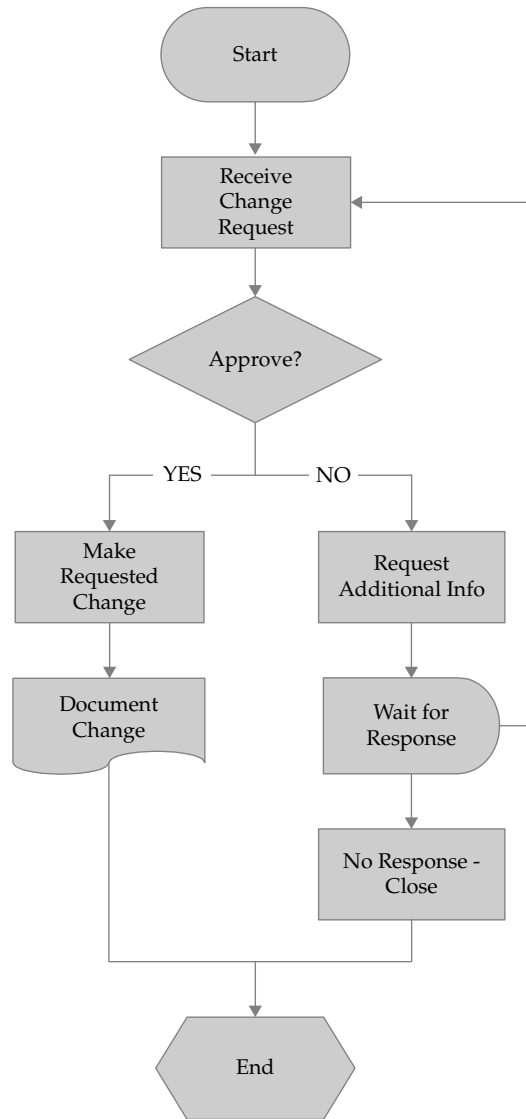 Start
Receive
Change
Request
Approve?
YES
NO
Make
Requested
Change
Request
Additional Info
Document
Change
Wait for
Response
No Response -
Close
End